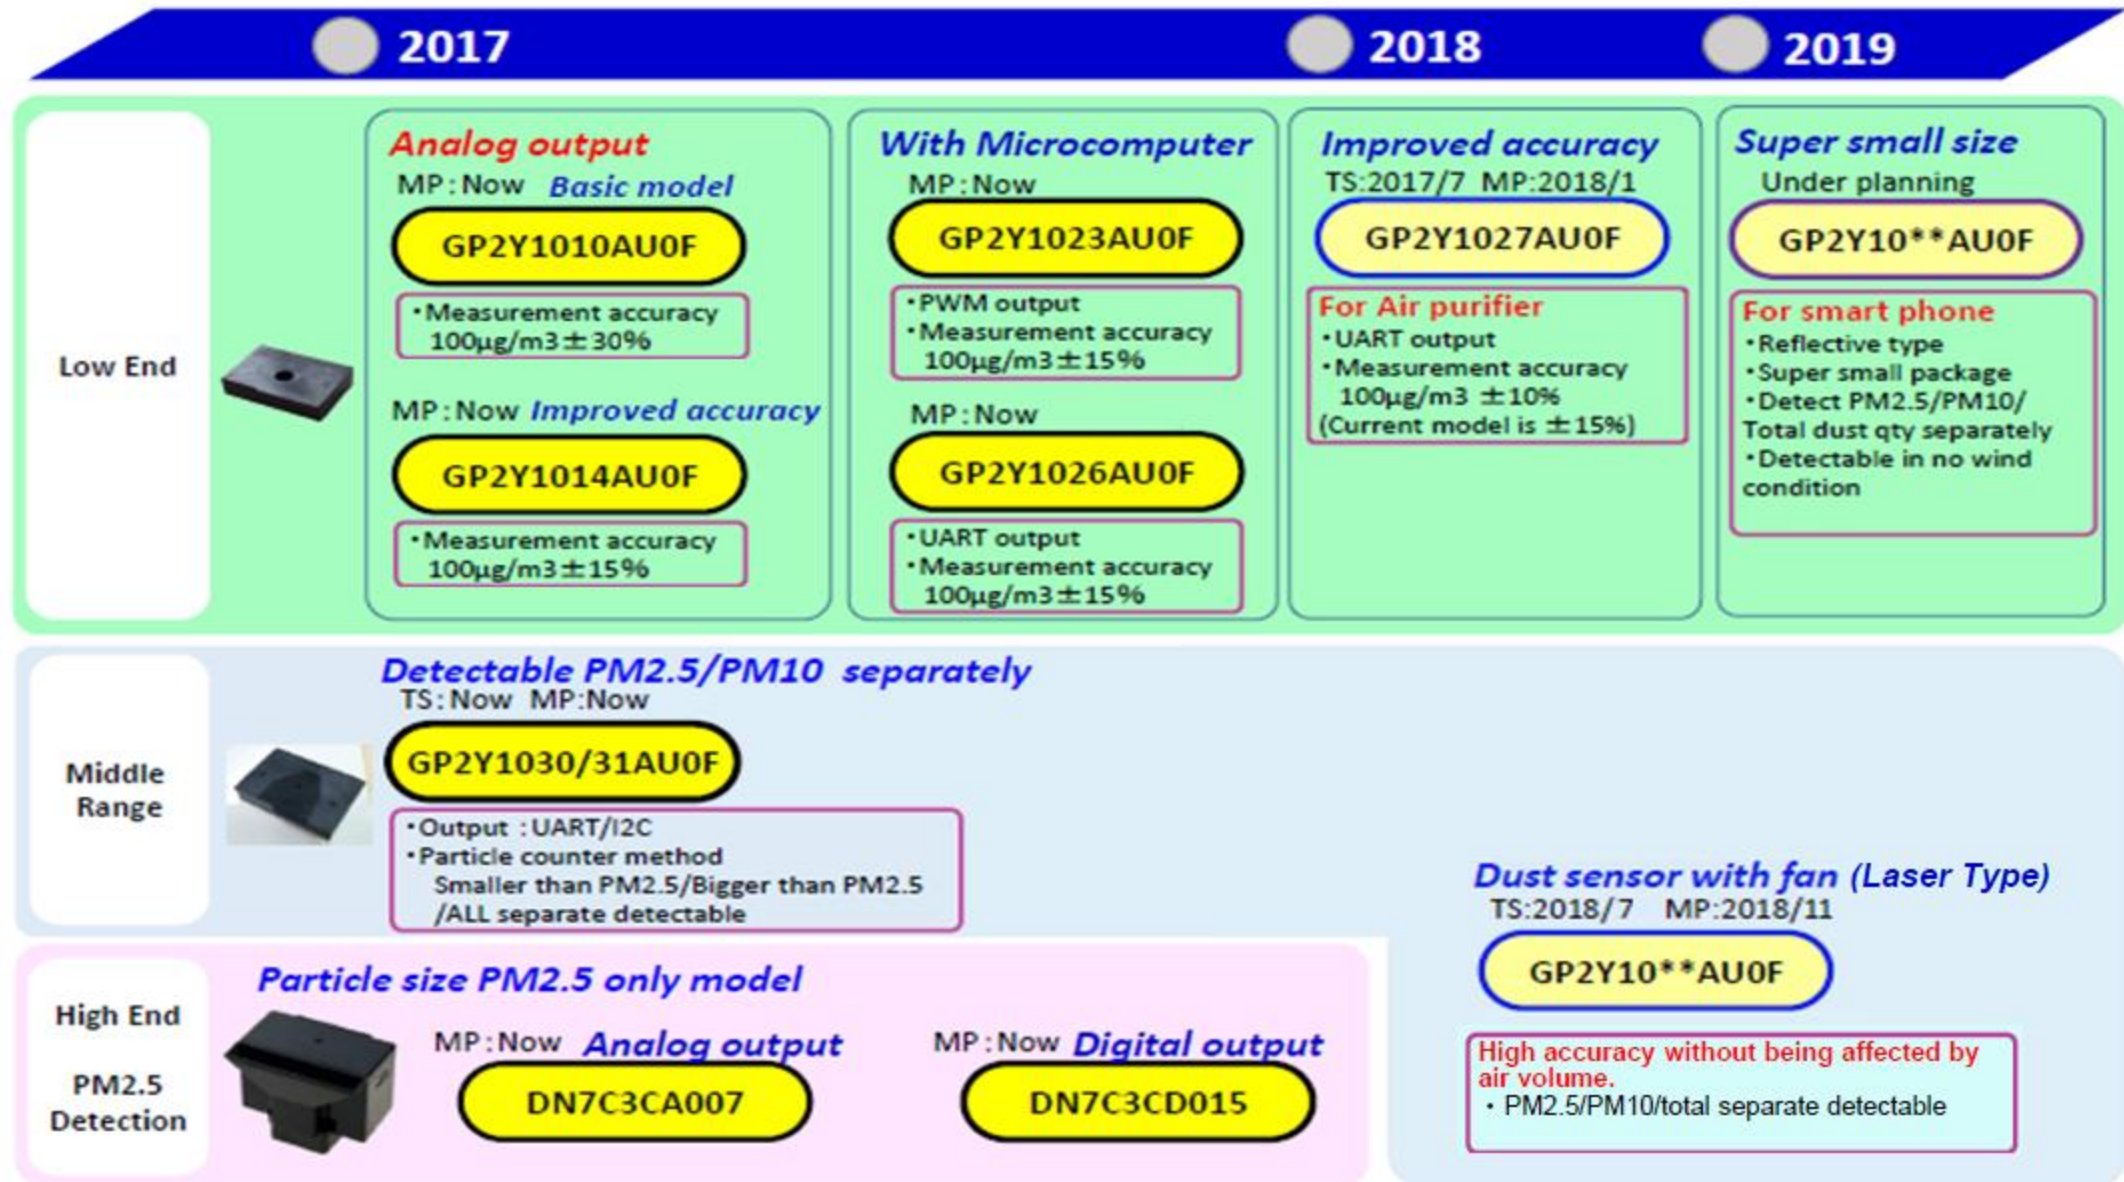 2017
2018
2019
Low End
Analog output
MP:Now Basic model
GP2Y1010AU0F
・Measurement accuracy
100μg/m3±30%
MP:Now Improved accuracy
GP2Y1014AU0F
・Measurement accuracy
100μg/m3±15%
With Microcomputer
MP:Now
GP2Y1023AU0F
・PWM output
・Measurement accuracy
100μg/m3±15%
MP:Now
GP2Y1026AU0F
・UART output
・Measurement accuracy
100μg/m3±15%
Improved accuracy
TS:2017/7 MP:2018/1
GP2Y1027AU0F
For Air purifier
・UART output
・Measurement accuracy
100μg/m3 ±10%
(Current model is ±15%)
Super small size
Under planning
GP2Y10**AU0F
For smart phone
・Reflective type
・Super small package
・Detect PM2.5/PM10/
Total dust qty separately
・Detectable in no wind
condition
Middle
Range
Detectable PM2.5/PM10 separately
TS:Now MP:Now
GP2Y1030/31AU0F
・Output :UART/I2C
・Particle counter method
Smaller than PM2.5/Bigger than PM2.5
/ALL separate detectable
Dust sensor with fan (Laser Type)
TS:2018/7 MP:2018/11
GP2Y10**AU0F
High accuracy without being affected by
air volume.
・PM2.5/PM10/total separate detectable
High End
PM2.5
Detection
Particle size PM2.5 only model
MP:Now Analog output
DN7C3CA007
MP:Now Digital output
DN7C3CD015